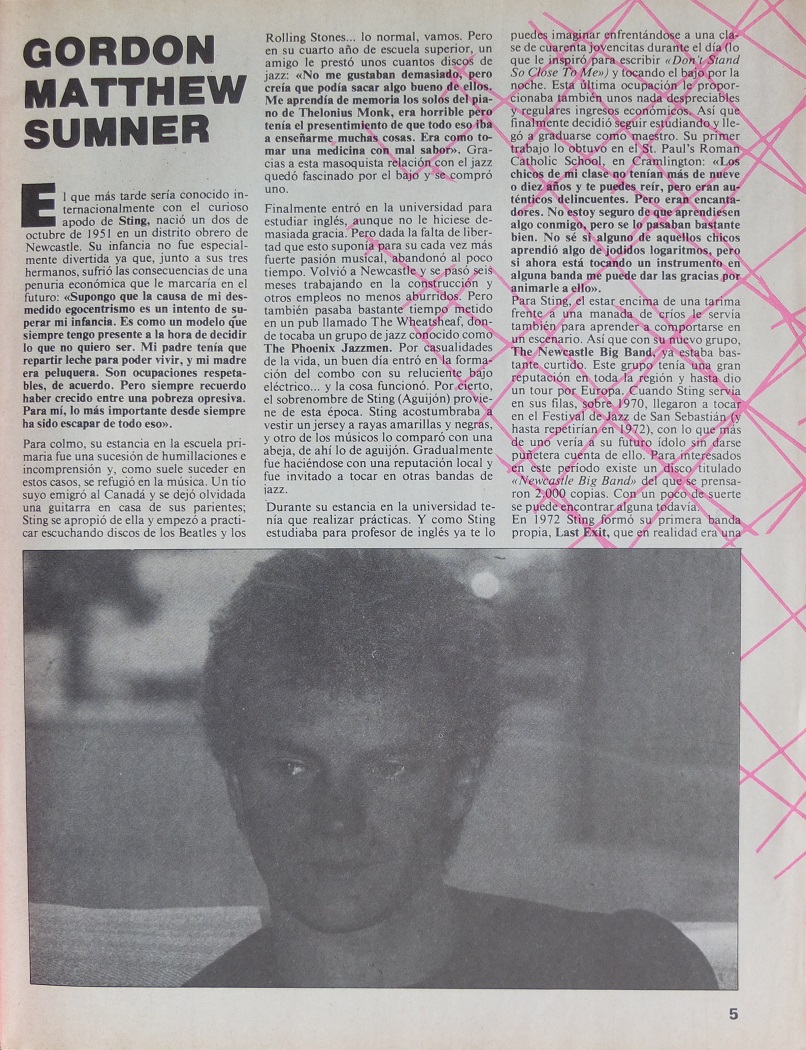 GORDON
MATTHEW
SUMNER
El que más tarde sería conocido in-
ternacionalmente con el curioso
apodo de Sting, nació un dos de
octubre de 1951 en un distrito obrero de
Newcastle. Su infancia no fue especial-
mente divertida ya que, junto a sus tres
hermanos, sufrió las consecuencias de una
penuria económica que le marcaría en el
futuro: «Supongo que la causa de mi des-
medido egocentrismo es un intento de su-
perar mi infancia. Es como un modelo que
siempre tengo presente a la hora de decidir
lo que no quiero ser. Mi padre tenía que
repartir leche para poder vivir, y mi madre
era peluquera. Son ocupaciones respeta-
bles, de acuerdo. Pero siempre recuerdo
haber crecido entre una pobreza opresiva.
Para mí, lo más importante desde siempre
ha sido escapar de todo eso».
Para colmo, su estancia en la escuela pri-
maria fue una sucesión de humillaciones e
incomprensión y, como suele suceder en
estos casos, se refugió en la música. Un tío
suyo emigró al Canadá y se dejó olvidada
una guitarra en casa de sus parientes;
Sting se apropió de ella y empezó a practi-
car escuchando discos de los Beatles y los
Rolling Stones... lo normal, vamos. Pero
en su cuarto año de escuela superior, un
amigo le prestó unos cuantos discos de
jazz: «No me gustaban demasiado, pero
creía que podía sacar algo bueno de ellos.
Me aprendía de memoria los solos del pia-
no de Thelonius Monk, era horrible pero
tenía el presentimiento de que todo eso iba
a enseñarme muchas cosas. Era como to-
mar una medicina con mal sabor». Gra-
cias a esta masoquista relación con el jazz
quedó fascinado por el bajo y se compró
uno.
Finalmente entró en la universidad para
estudiar inglés, aunque no le hiciese de-
masiada gracia. Pero dada la falta de liber-
tad que esto suponía para su cada vez más
fuerte pasión musical, abandonó al poco
tiempo. Volvió a Newcastle y se pasó seis
meses trabajando en la construcción y
otros empleos no menos aburridos. Pero
también pasaba bastante tiempo metido
en un pub llamado The Wheatsheaf, don-
de tocaba un grupo de jazz conocido como
The Phoenix Jazzmen. Por casualidades
de la vida, un buen día entró en la forma-
ción del combo con su reluciente bajo
eléctrico... y la cosa funcionó. Por cierto,
el sobrenombre de Sting (Aguijón) provie-
ne de esta época. Sting acostumbraba a
vestir un jersey a rayas amarillas y negras,
y otro de los músicos lo comparó con una
abeja, de ahí lo de aguijón. Gradualmente
fue haciéndose con una reputación local y
fue invitado a tocar en otras bandas de
jazz.
Durante su estancia en la universidad te-
nía que realizar prácticas. Y como Sting
estudiaba para profesor de inglés ya te lo
puedes imaginar enfrentándose a una cla-
se de cuarenta jovencitas durante el día (lo
que le inspiró para escribir «Don't Stand
So Close To Me») y tocando el bajo por la
noche. Esta última ocupación le propor-
cionaba también unos nada despreciables
y regulares ingresos económicos. Así que
finalmente decidió seguir estudiando y lle-
gó a graduarse como maestro. Su primer
trabajo lo obtuvo en el St. Paul's Roman
Catholic School, en Cramlington: «Los
chicos de mi clase no tenían más de nueve
o diez años y te puedes reír, pero eran au-
ténticos delincuentes. Pero eran encanta-
dores. No estoy seguro de que aprendiesen
algo conmigo, pero se lo pasaban bastante
bien. No sé si alguno de aquellos chicos
aprendió algo de jodidos logaritmos, pero
si ahora está tocando un instrumento en
alguna banda me puede dar las gracias por
animarle a ello».
Para Sting, el estar encima de una tarima
frente a una manada de críos le servía
también para aprender a comportarse en
un escenario. Así que con su nuevo grupo,
The Newcastle Big Band, ya estaba bas-
tante curtido. Este grupo tenía una gran
reputación en toda la región y hasta dio
un tour por Europa. Cuando Sting servía
en sus filas, sobre 1970, llegaron a tocar
en el Festival de Jazz de San Sebastián (y
hasta repetirían en 1972), con lo que más
de uno vería a su futuro ídolo sin darse
puñetera cuenta de ello. Para interesados
en este período existe un disco titulado
«Newcastle Big Band» del que se prensa-
ron 2.000 copias. Con un poco de suerte
se puede encontrar alguna todavía.
En 1972 Sting formó su primera banda
propia, Last Exit, que en realidad era una
5